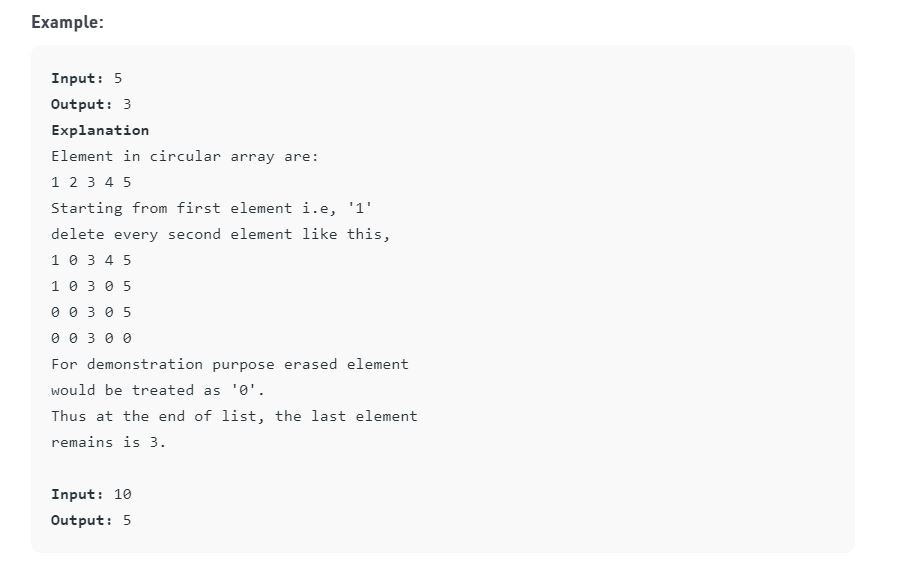 Example:
Input: 5
Output: 3
Explanation
Element in circular array are:
1 2 3 4 5
Starting from first element i.e, '1'
delete every second element like this,
1 0 3 4 5
1 0 3 0 5
0 0 3 0 5
0 0 3 0 0
For demonstration purpose erased element
would be treated as '0'.
Thus at the end of list, the last element
remains is 3.
Input: 10
Output: 5